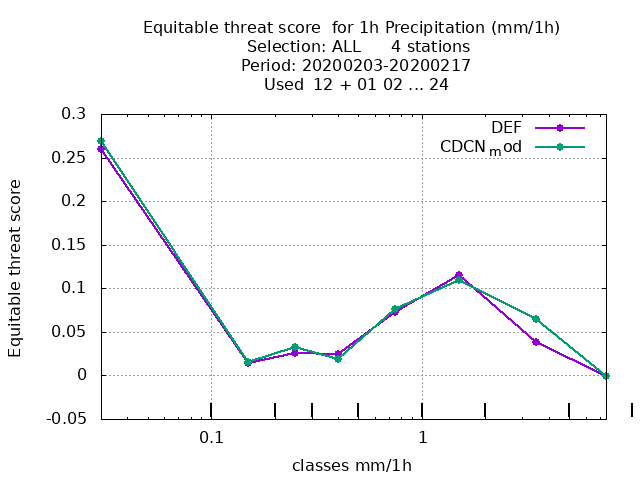 Equitable threat score  for 1h Precipitation (mm/1h)
Selection: ALL      4 stations
Period: 20200203-20200217
Used  12 + 01 02 ... 24
DEF
CDCNmod
0.3
0.25
0.2
0.15
0.1
0.05
0
-0.05
Equitable threat score
0.1
1
classes mm/1h